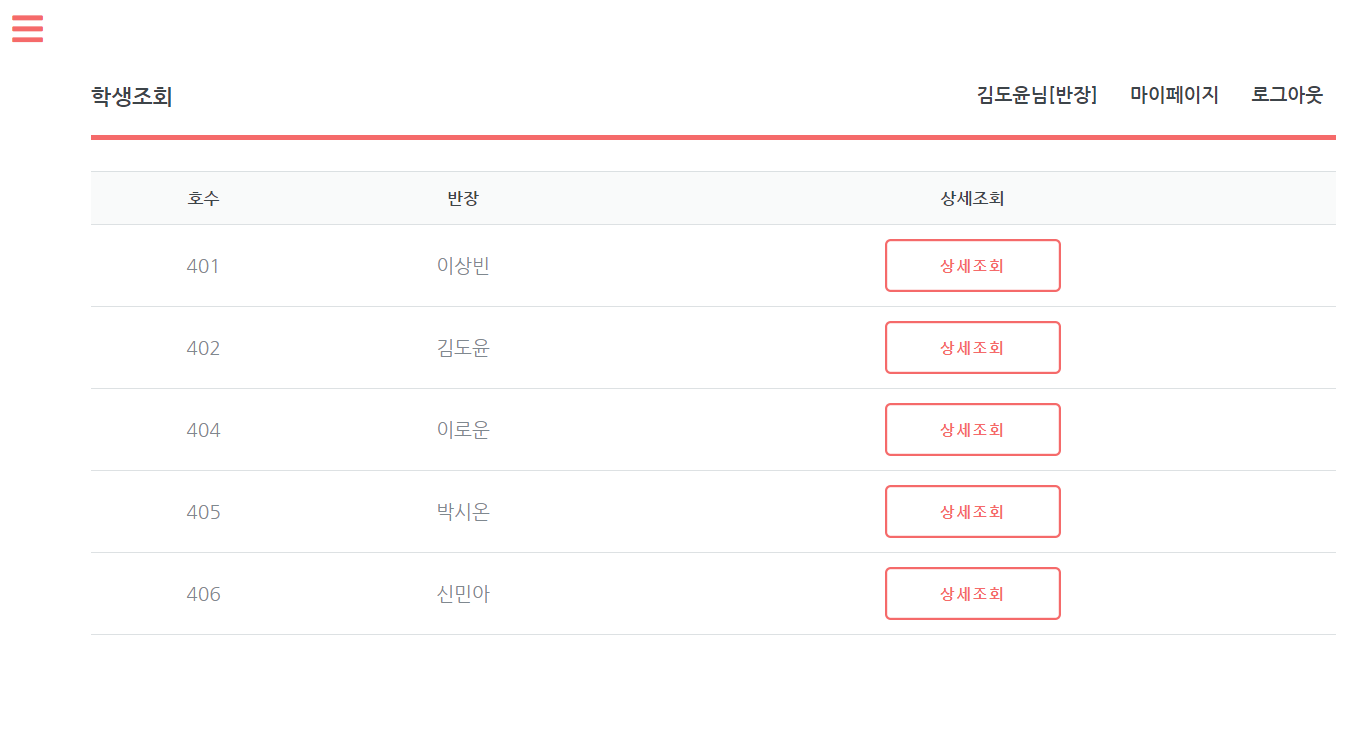 학생조회 김도윤님[반장] 마이페이지 로그아웃
호수 반장 상세조회
401 이상빈 상세조회
402 김도윤 상세조회
404 이로운 상세조회
405 박시온 상세조회
406 신민아 상세조회